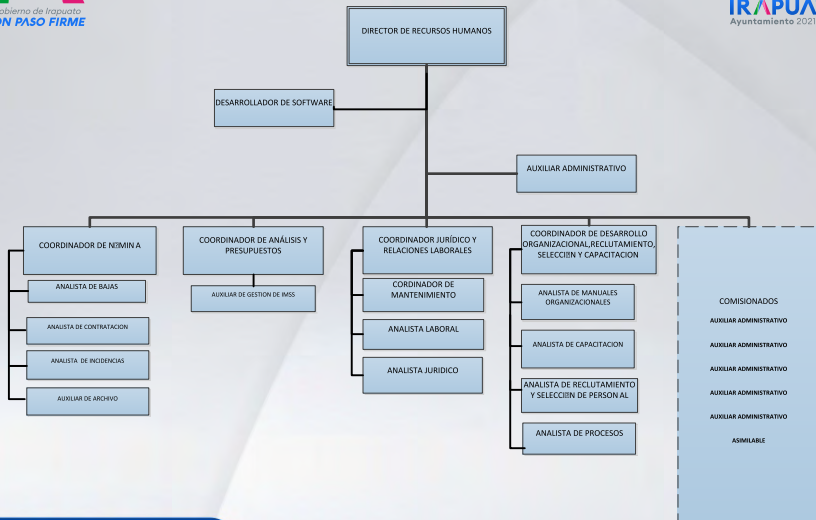 Gobierno de Irapuato
ON PASO FIRME
IRAPUA
Ayuntamiento 2021
DIRECTOR DE RECURSOS HUMANOS
DESARROLLADOR DE SOFTWARE
AUXILIAR ADMINISTRATIVO
COORDINADOR DE N⍰MIN A
ANALISTA DE BAJAS
ANALISTA DE CONTRATACION
ANALISTA DE INCIDENCIAS
AUXILIAR DE ARCHIVO
COORDINADOR DE ANÁLISIS Y
PRESUPUESTOS
AUXILIAR DE GESTION DE IMSS
COORDINADOR JURÍDICO Y
RELACIONES LABORALES
CORDINADOR DE
MANTENIMIENTO
ANALISTA LABORAL
ANALISTA JURIDICO
COORDINADOR DE DESARROLLO
ORGANIZACIONAL,RECLUTAMIENTO,
SELECCI⍰N Y CAPACITACION
ANALISTA DE MANUALES
ORGANIZACIONALES
ANALISTA DE CAPACITACION
ANALISTA DE RECLUTAMIENTO
Y SELECCI⍰N DE PERSON AL
ANALISTA DE PROCESOS
COMISIONADOS
AUXILIAR ADMINISTRATIVO
AUXILIAR ADMINISTRATIVO
AUXILIAR ADMINISTRATIVO
AUXILIAR ADMINISTRATIVO
AUXILIAR ADMINISTRATIVO
ASIMILABLE